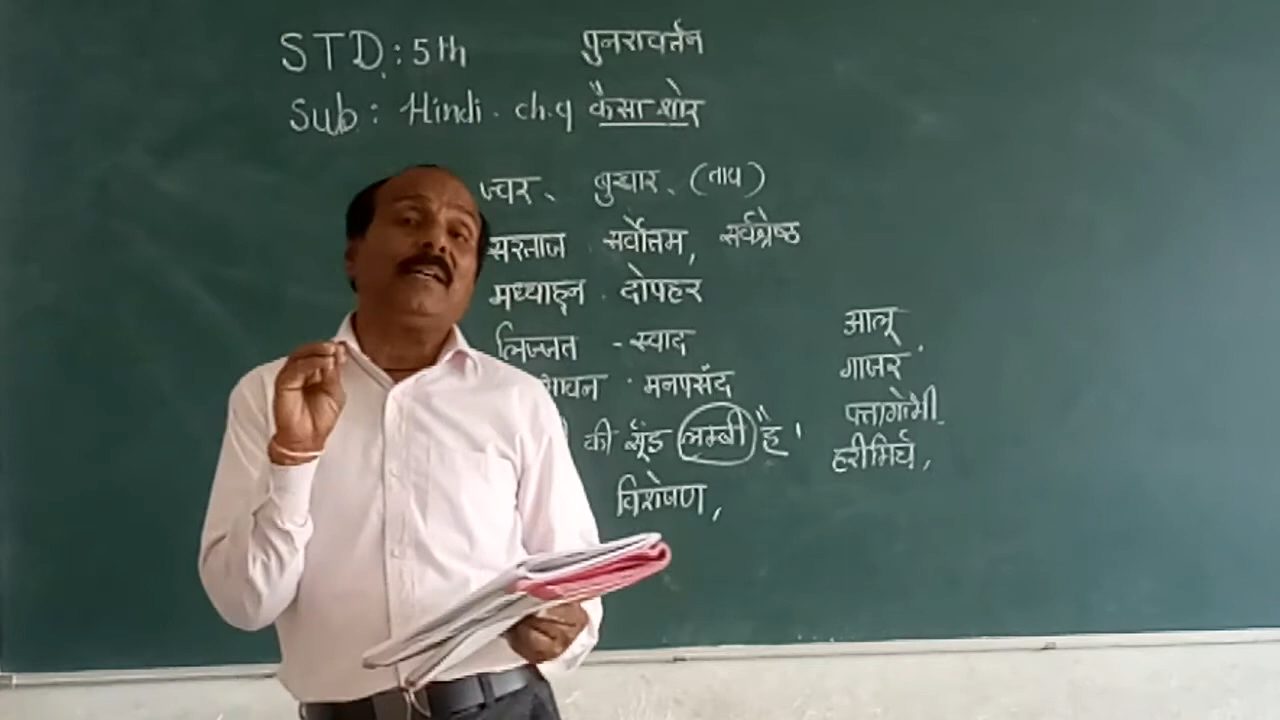 STD : 5th पुनरावर्तन
Sub : Hindi . ch.9 कैसा शोर
ज्वर、 बुखार、 (ताप)
सरताज . सर्वोत्तम, सर्वश्रेष्ठ
मध्याह्न . दोपहर
लिज्जत - स्वाद
भावन . मनपसंद
की सूंड लम्बी है ।
विशेषण,
आलू
गाजर
पत्तागोभी
हरीमिर्च,